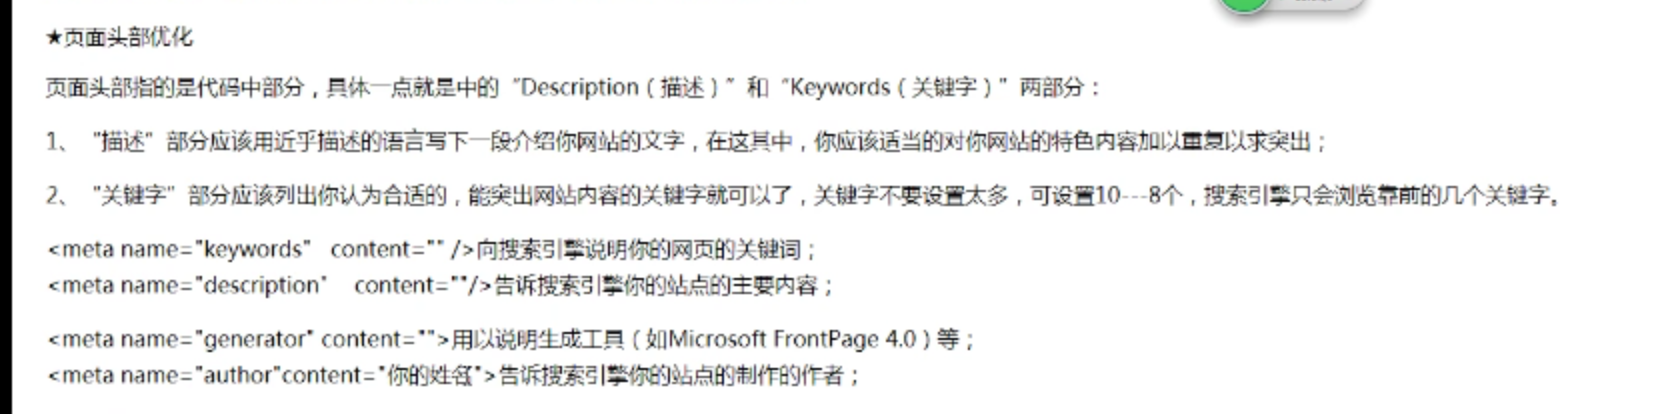 ★页面头部优化
页面头部指的是代码中部分，具体一点就是中的“Description（描述）”和“Keywords（关键字）”两部分：
1、“描述”部分应该用近乎描述的语言写下一段介绍你网站的文字，在这其中，你应该适当的对你网站的特色内容加以重复以求突出；
2、“关键字”部分应该列出你认为合适的，能突出网站内容的关键字就可以了，关键字不要设置太多，可设置10---8个，搜索引擎只会浏览靠前的几个关键字。
<meta name="keywords" content="" />向搜索引擎说明你的网页的关键词；
<meta name="description" content=""/>告诉搜索引擎你的站点的主要内容；
<meta name="generator" content="">用以说明生成工具（如Microsoft FrontPage 4.0）等；
<meta name="author"content="你的姓名">告诉搜索引擎你的站点的制作的作者；